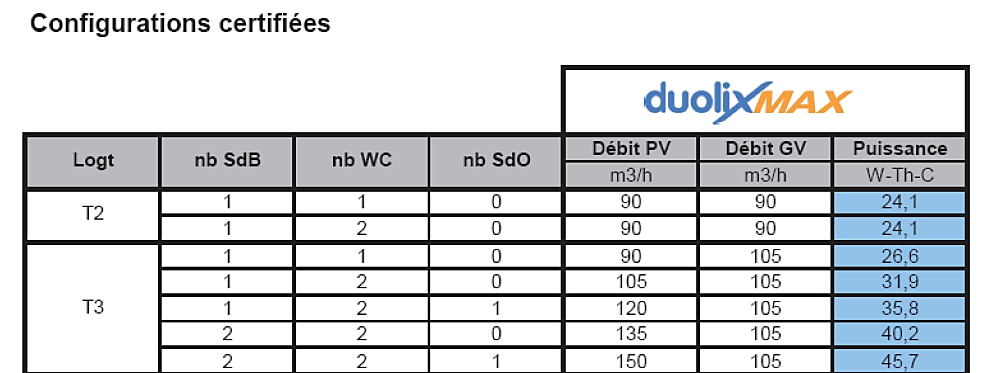 Configurations certifiées
duolixMAX
Logt nb SdB nb WC nb SdO Débit PV Débit GV Puissance
m3/h m3/h W-Th-C
T2 1 1 0 90 90 24,1
1 2 0 90 90 24,1
T3 1 1 0 90 105 26,6
1 2 0 105 105 31,9
1 2 1 120 105 35,8
2 2 0 135 105 40,2
2 2 1 150 105 45,7